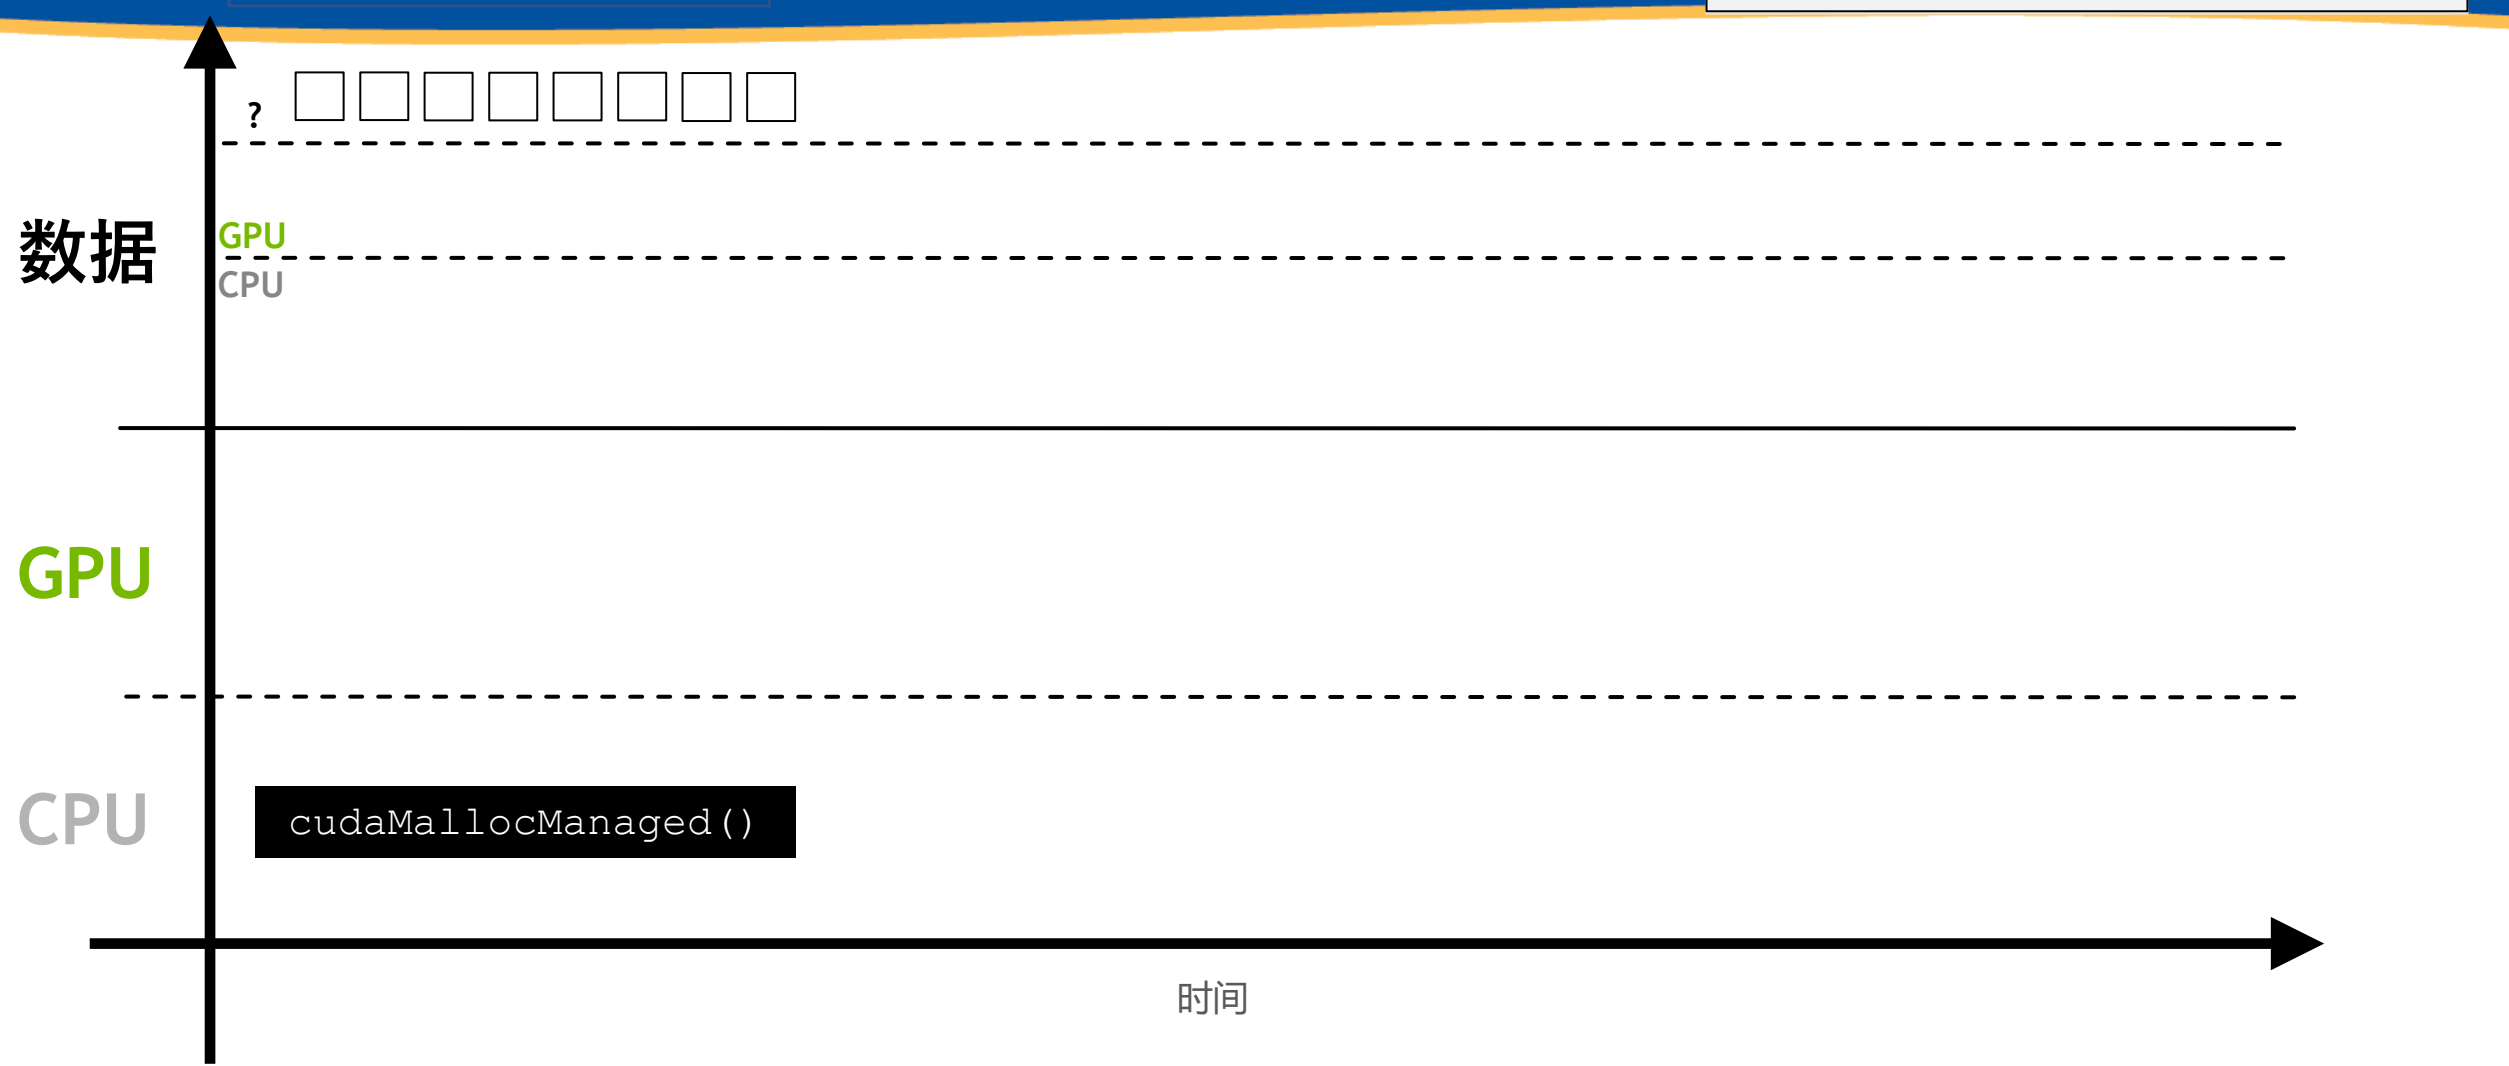 ?
数据
GPU
CPU
GPU
CPU
cudaMallocManaged()
时间